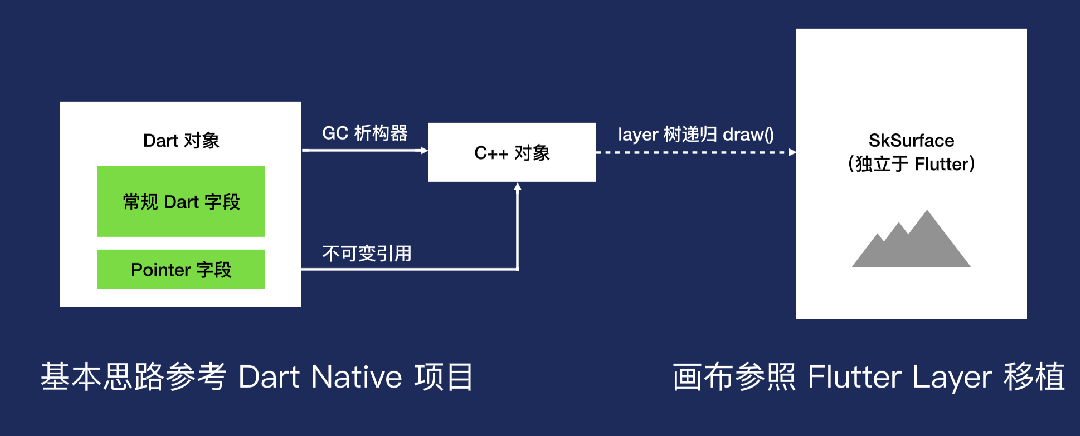 Dart 对象
常规 Dart 字段
Pointer 字段
GC 析构器
不可变引用
C++ 对象
layer 树递归 draw()
SkSurface
（独立于 Flutter）
基本思路参考 Dart Native 项目
画布参照 Flutter Layer 移植